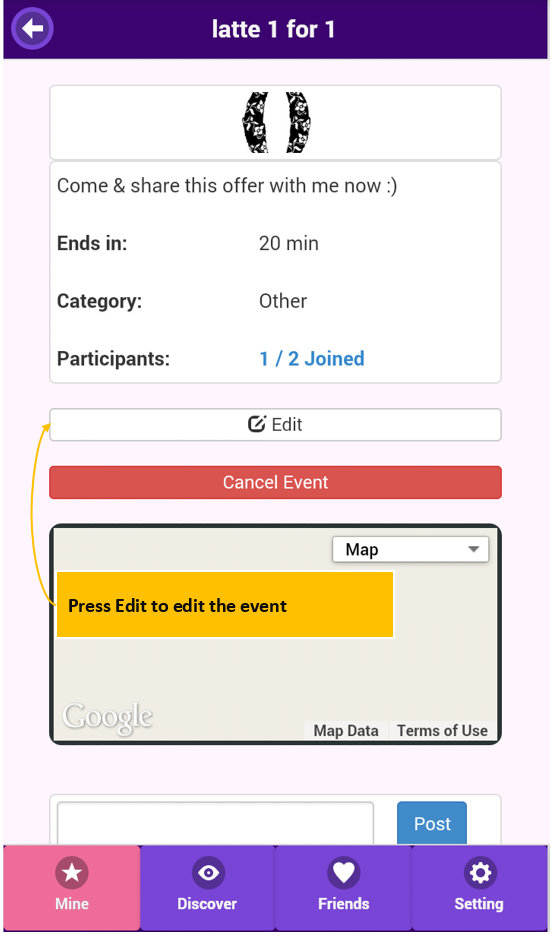 latte 1 for 1
Come & share this offer with me now :)
Ends in: 20 min
Category: Other
Participants: 1 / 2 Joined
Edit
Cancel Event
Map
Press Edit to edit the event
Google
Map Data Terms of Use
Post
Mine Discover Friends Setting